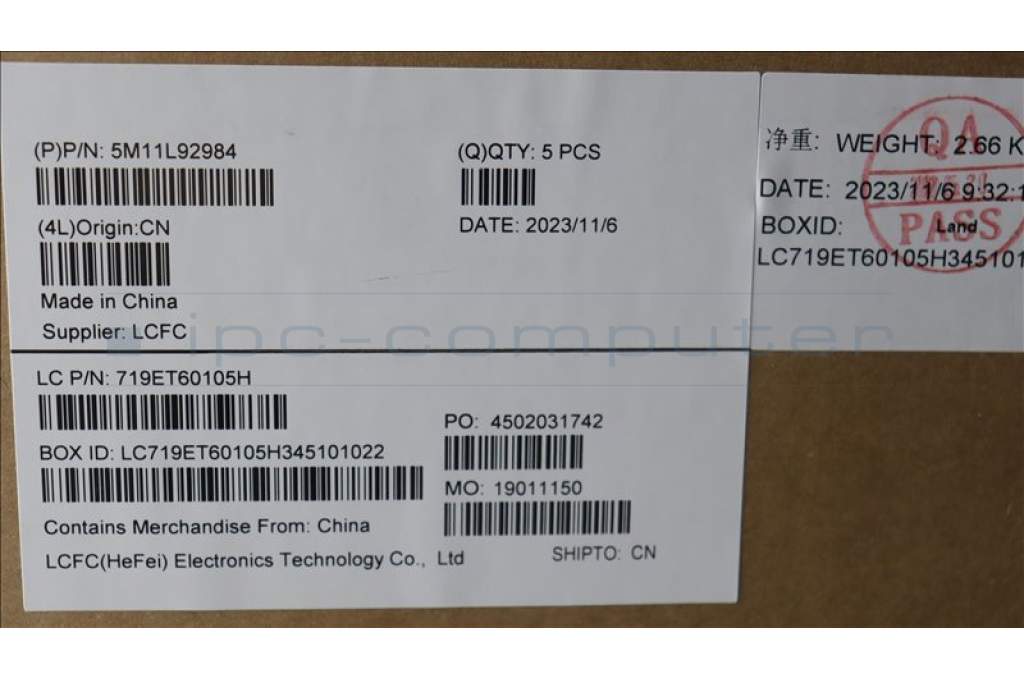 (P)P/N: 5M11L92984
(Q)QTY: 5 PCS
(4L)Origin:CN
DATE: 2023/11/6
Made in China
Supplier: LCFC
LC P/N: 719ET60105H
BOX ID: LC719ET60105H345101022
PO: 4502031742
MO: 19011150
Contains Merchandise From: China
LCFC(HeFei) Electronics Technology Co., Ltd
SHIPTO: CN
净重: WEIGHT: 2.66 K
DATE: 2023/11/6 9:32:1
BOXID: Land
LC719ET60105H345101
QA
PASS
ipc-computer